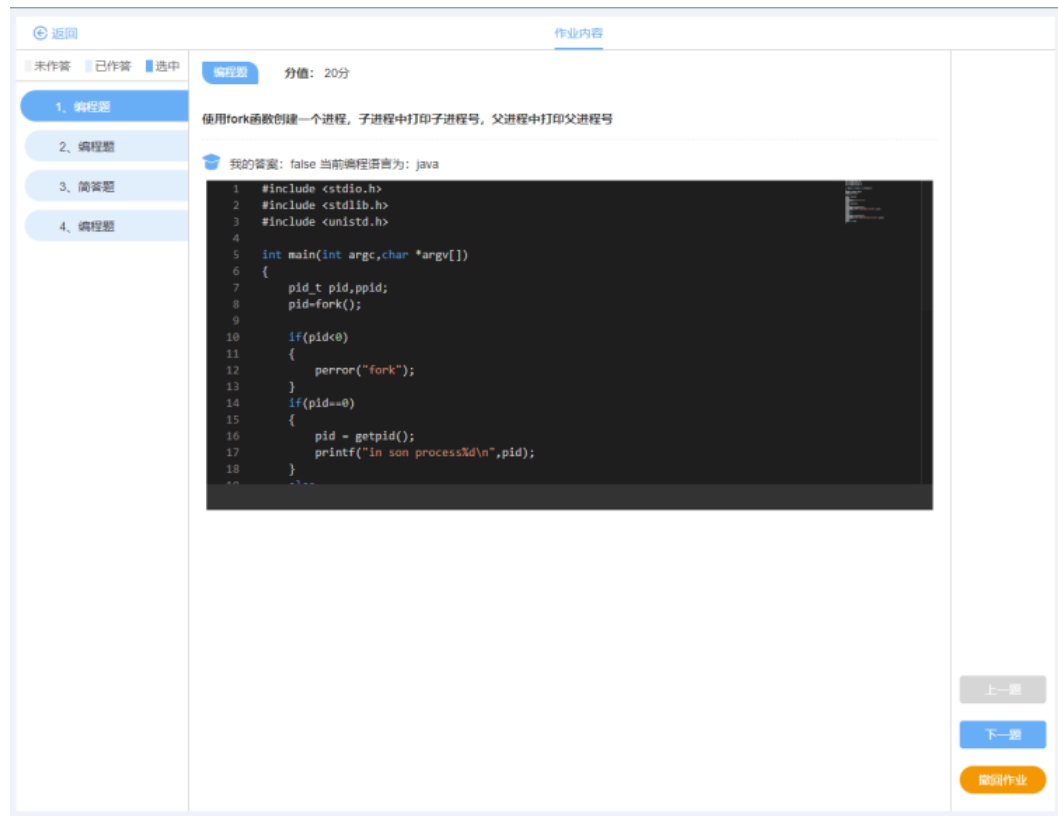 返回
作业内容
未作答 已作答 选中
1、编程题
2、编程题
3、简答题
4、编程题
编程题 分值： 20分
使用fork函数创建一个进程，子进程中打印子进程号，父进程中打印父进程号
我的答案：false 当前编程语言为：java
1 #include <stdio.h>
2 #include <stdlib.h>
3 #include <unistd.h>
4
5 int main(int argc,char *argv[])
6 {
7 pid_t pid,ppid;
8 pid=fork();
9
10 if(pid<0)
11 {
12 perror("fork");
13 }
14 if(pid==0)
15 {
16 pid = getpid();
17 printf("in son process%d\n",pid);
18 }
上一题
下一题
撤回作业